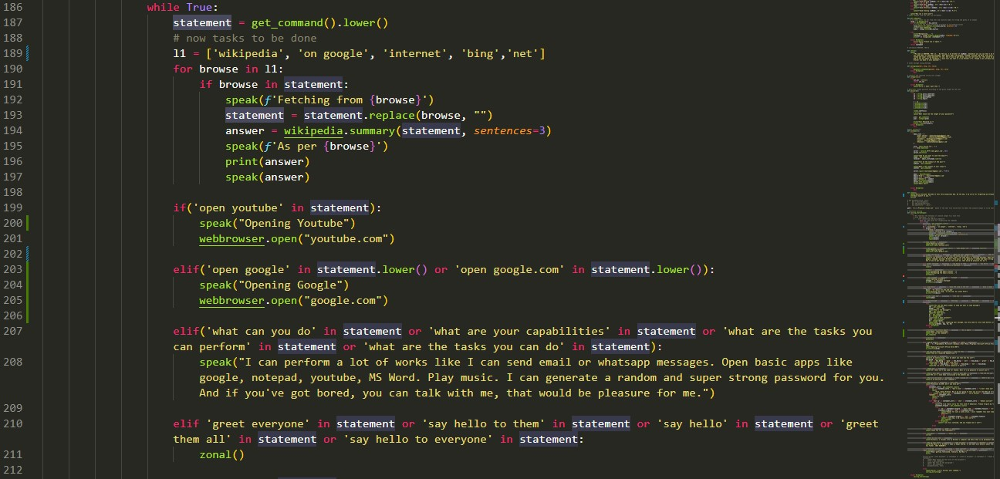 186 while True:
187 statement = get_command().lower()
188 # now tasks to be done
189 l1 = ['wikipedia', 'on google', 'internet', 'bing','net']
190 for browse in l1:
191 if browse in statement:
192 speak(f'Fetching from {browse}')
193 statement = statement.replace(browse, "")
194 answer = wikipedia.summary(statement, sentences=3)
195 speak(f'As per {browse}')
196 print(answer)
197 speak(answer)
198
199 if('open youtube' in statement):
200 speak("Opening Youtube")
201 webbrowser.open("youtube.com")
202
203 elif('open google' in statement.lower() or 'open google.com' in statement.lower()):
204 speak("Opening Google")
205 webbrowser.open("google.com")
206
207 elif('what can you do' in statement or 'what are your capabilities' in statement or 'what are the tasks you
can perform' in statement or 'what are the tasks you can do' in statement):
208 speak("I can perform a lot of works like I can send email or whatsapp messages. Open basic apps like
google, notepad, youtube, MS Word. Play music. I can generate a random and super strong password for you.
And if you've got bored, you can talk with me, that would be pleasure for me.")
209
210 elif 'greet everyone' in statement or 'say hello to them' in statement or 'say hello' in statement or 'greet
them all' in statement or 'say hello to everyone' in statement:
211 zonal()
212